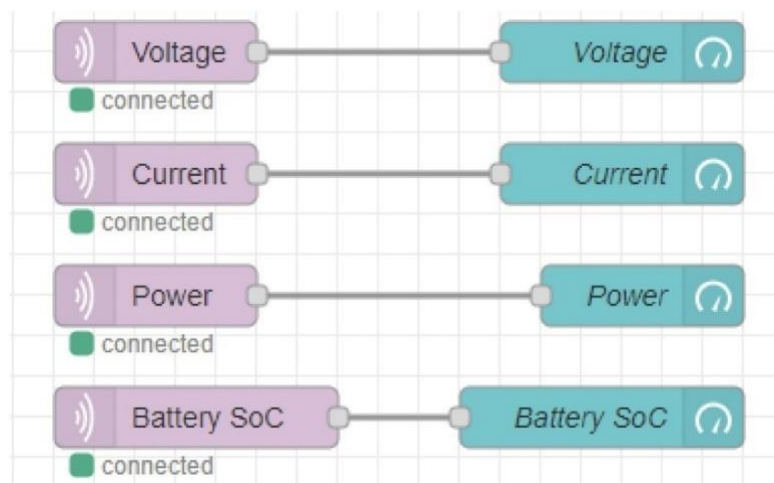 Voltage Voltage
connected
Current Current
connected
Power Power
connected
Battery SoC Battery SoC
connected